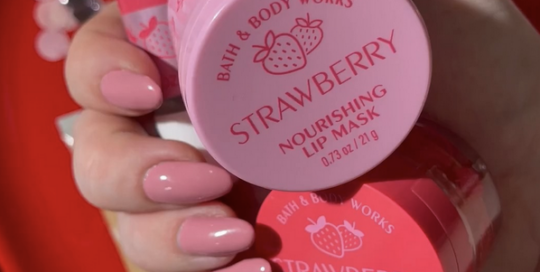 BATH & BODY WORKS
STRAWBERRY
NOURISHING
LIP MASK
0.73 oz / 21 g
BATH & BODY WORKS